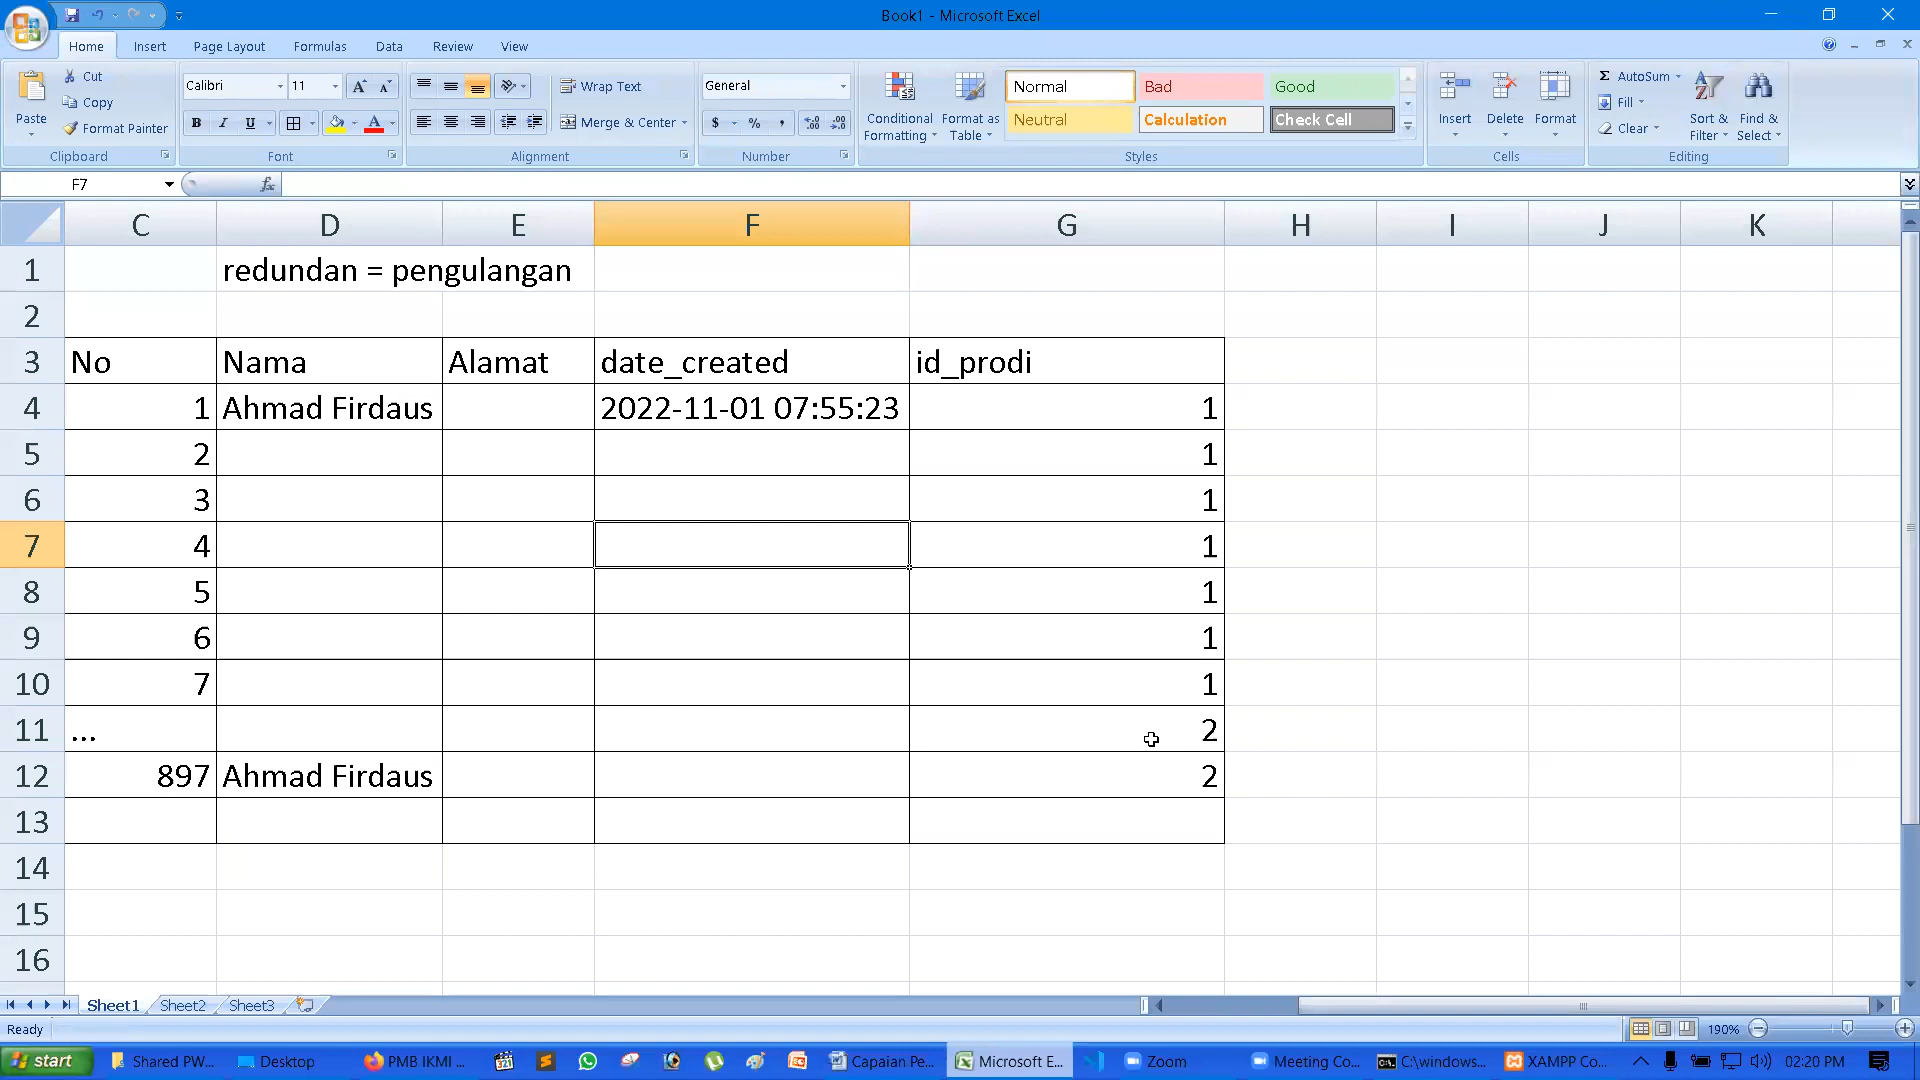 Book1 - Microsoft Excel
Home Insert Page Layout Formulas Data Review View
Paste Cut Copy Format Painter Clipboard
Calibri 11 B I U A Font
Wrap Text Merge & Center Alignment
General $ % , Number
Conditional Formatting Format as Table
Normal Bad Good
Neutral Calculation Check Cell
Styles
Insert Delete Format Cells
Σ AutoSum Fill Clear Sort & Filter Find & Select Editing
F7 fx
C D E F G H I J K
1 redundan = pengulangan
2
3 No Nama Alamat date_created id_prodi
4 1 Ahmad Firdaus 2022-11-01 07:55:23 1
5 2 1
6 3 1
7 4 1
8 5 1
9 6 1
10 7 1
11 ... 2
12 897 Ahmad Firdaus 2
13
14
15
16
Sheet1 Sheet2 Sheet3
Ready 190%
start Shared PW... Desktop PMB IKMI ... Capaian Pe... Microsoft E... Zoom Meeting Co... C:\windows... XAMPP Co... 02:20 PM